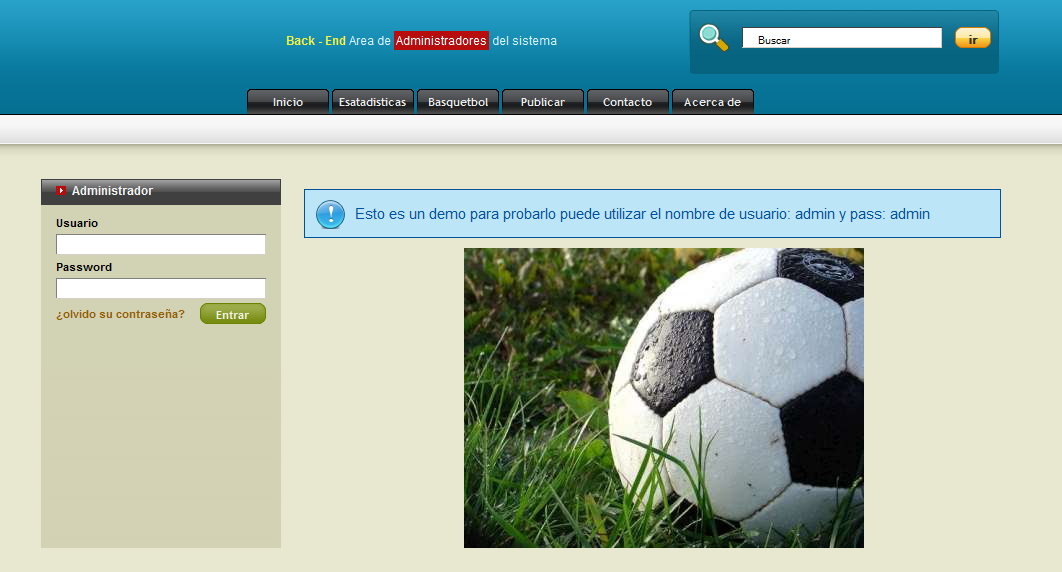 Back - End Area de Administradores del sistema
Buscar
ir
Inicio
Esatadisticas
Basquetbol
Publicar
Contacto
Acerca de
Administrador
Usuario
Password
¿olvido su contraseña?
Entrar
Esto es un demo para probarlo puede utilizar el nombre de usuario: admin y pass: admin